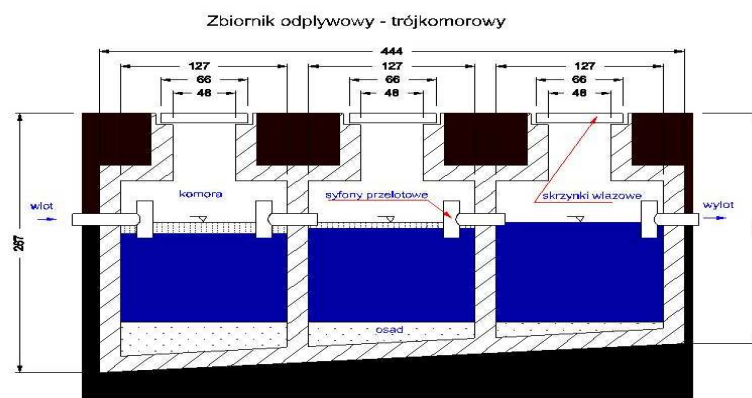 Zbiornik odpływowy - trójkomorowy
444
127 127 127
66 66 66
48 48 48
komora
syfony przelotowe
skrzynki włazowe
wlot
wylot
267
osad